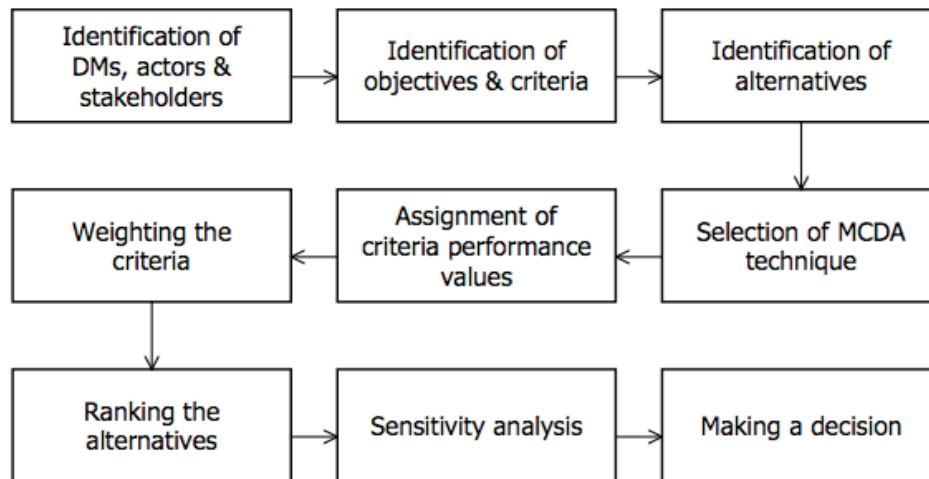 Identification of
DMs, actors &
stakeholders
Identification of
objectives & criteria
Identification of
alternatives
Weighting the
criteria
Assignment of
criteria performance
values
Selection of MCDA
technique
Ranking the
alternatives
Sensitivity analysis
Making a decision